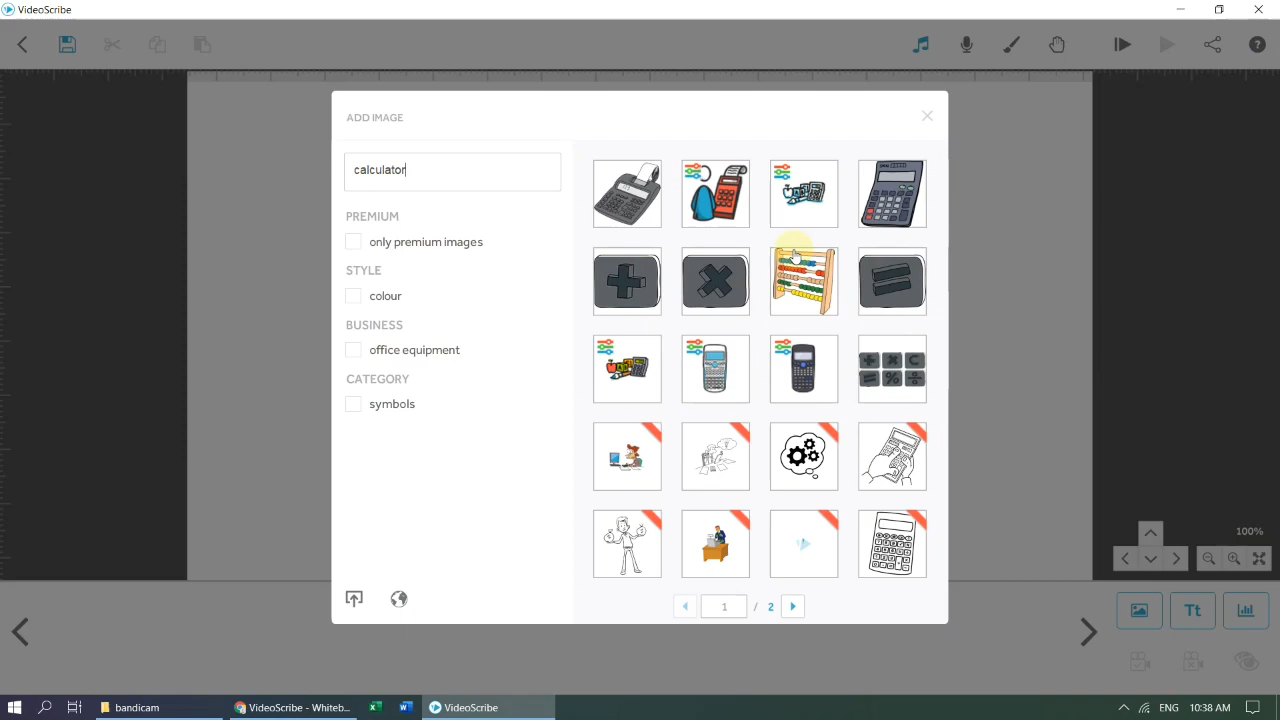 VideoScribe
ADD IMAGE
calculator
PREMIUM
only premium images
STYLE
colour
BUSINESS
office equipment
CATEGORY
symbols
1 / 2
100%
Tt
bandicam
VideoScribe - Whiteb...
VideoScribe
ENG
10:38 AM